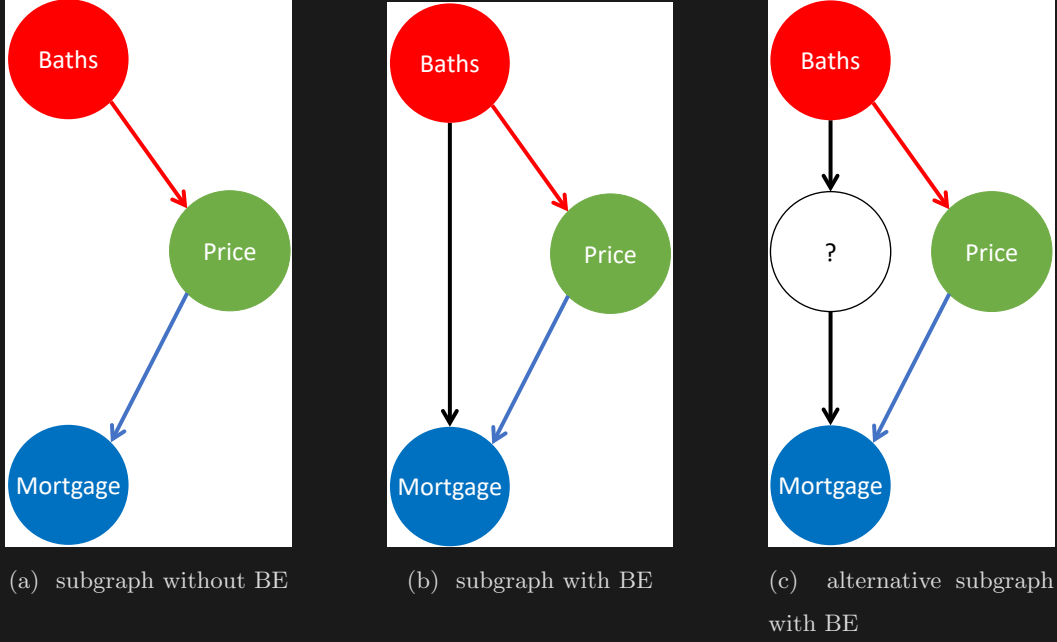 Baths
Price
Mortgage
(a) subgraph without BE
Baths
Price
Mortgage
(b) subgraph with BE
Baths
?
Price
Mortgage
(c) alternative subgraph
with BE